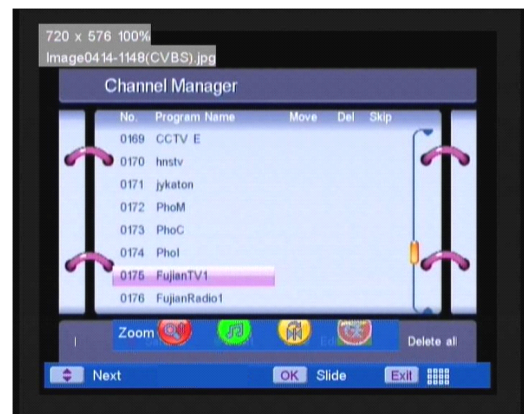 720 x 576 100%
Image0414-1148(CVBS).jpg
Channel Manager
No. Program Name Move Del Skip
0169 CCTV E
0170 hnstv
0171 jykaton
0172 PhoM
0173 PhoC
0174 PhoI
0175 FujianTV1
0176 FujianRadio1
Zoom
Delete all
Next OK Slide Exit